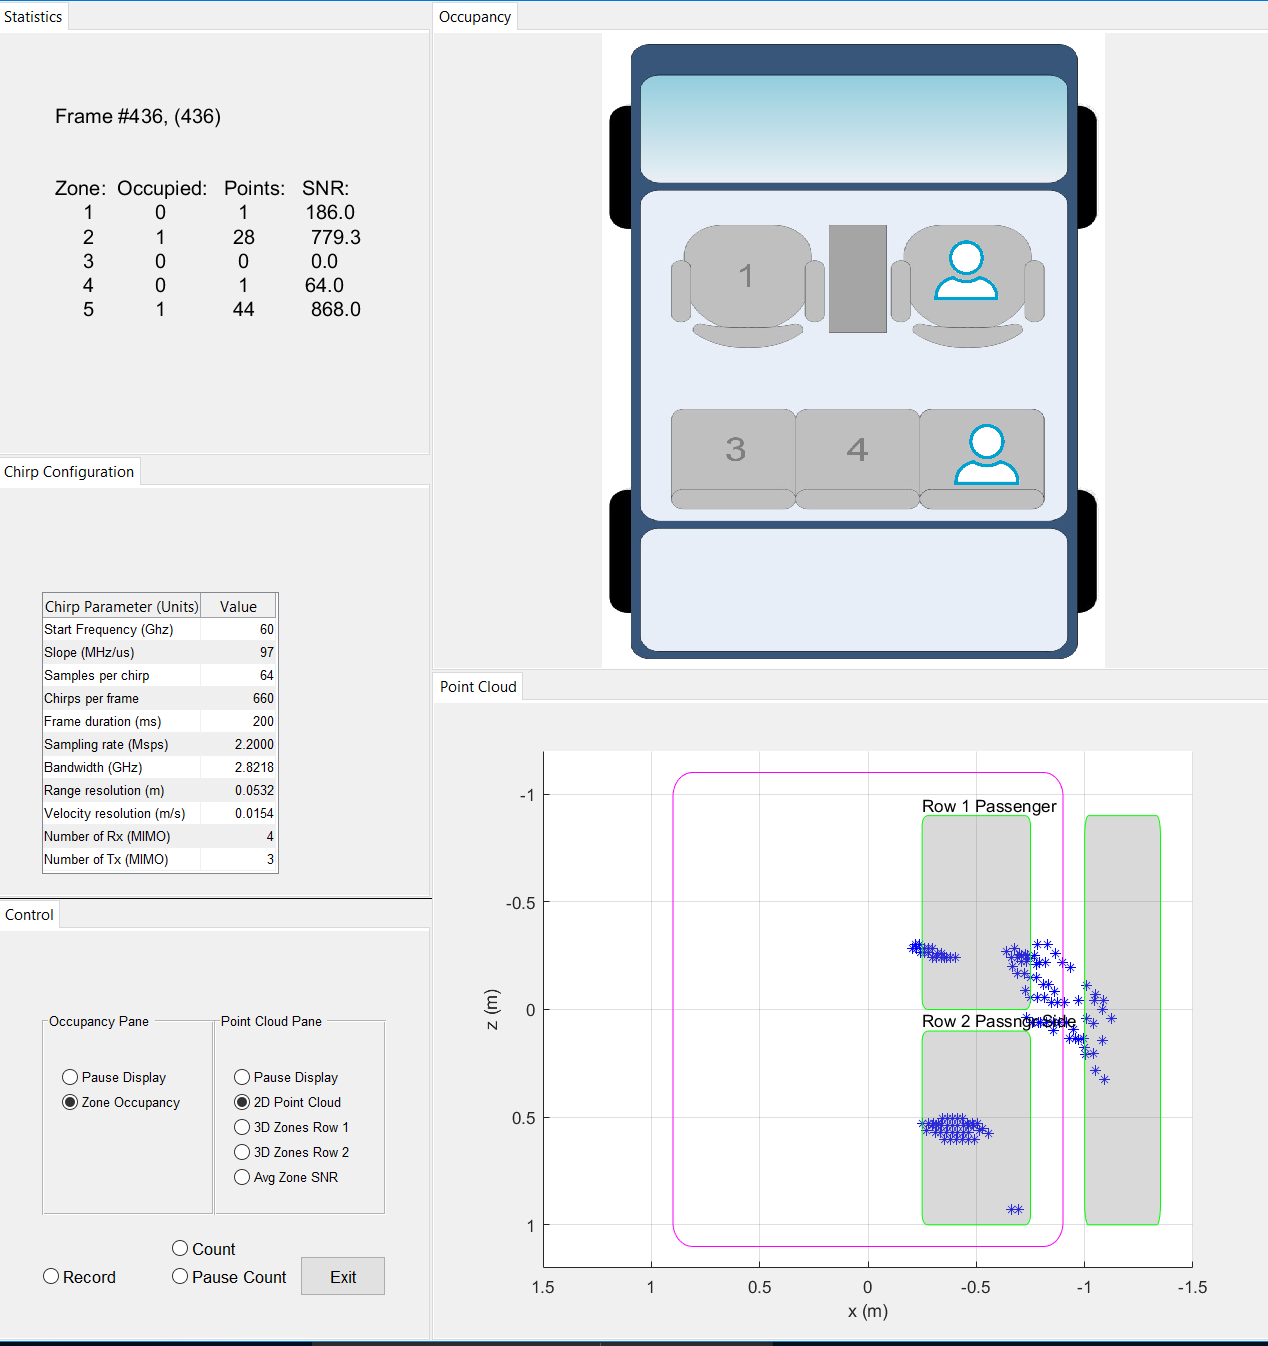 Statistics
Frame #436, (436)
Zone: Occupied: Points: SNR:
1 0 1 186.0
2 1 28 779.3
3 0 0 0.0
4 0 1 64.0
5 1 44 868.0
Chirp Configuration
Chirp Parameter (Units) Value
Start Frequency (Ghz) 60
Slope (MHz/us) 97
Samples per chirp 64
Chirps per frame 660
Frame duration (ms) 200
Sampling rate (Msps) 2.2000
Bandwidth (GHz) 2.8218
Range resolution (m) 0.0532
Velocity resolution (m/s) 0.0154
Number of Rx (MIMO) 4
Number of Tx (MIMO) 3
Control
Occupancy Pane
Pause Display
Zone Occupancy
Point Cloud Pane
Pause Display
2D Point Cloud
3D Zones Row 1
3D Zones Row 2
Avg Zone SNR
Count
Record
Pause Count
Exit
Occupancy
1
3 4
Point Cloud
Row 1 Passenger
Row 2 Side
-1
-0.5
0
0.5
1
z (m)
1.5 1 0.5 0 -0.5 -1 -1.5
x (m)